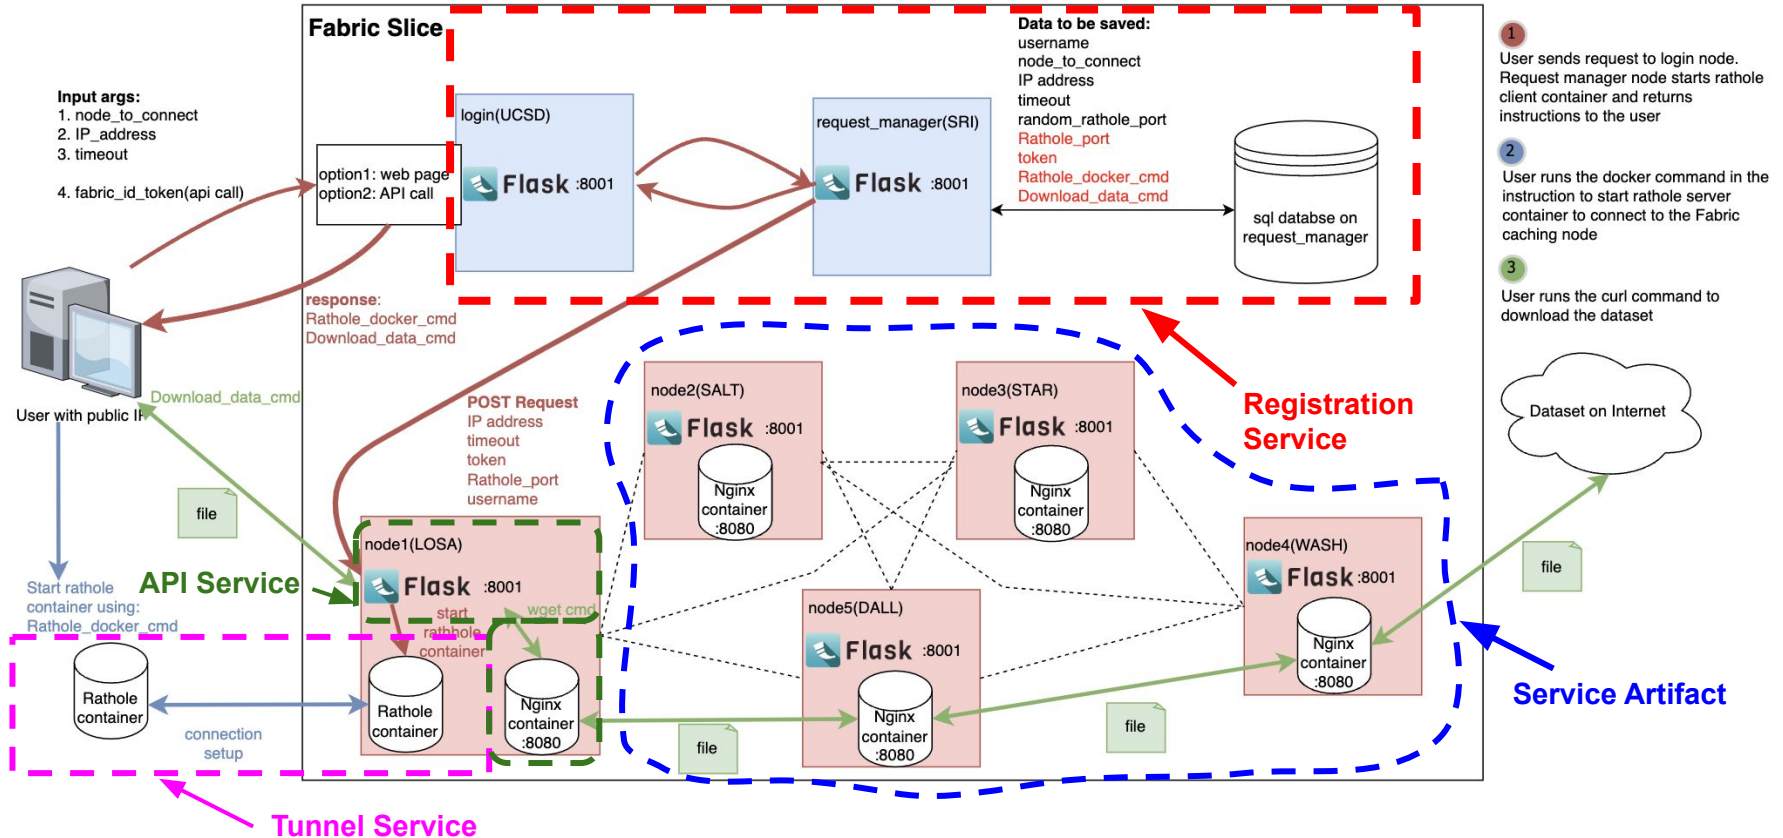 Fabric Slice
Input args:
1. node_to_connect
2. IP_address
3. timeout
4. fabric_id_token(api call)
option1: web page
option2: API call
login(UCSD)
Flask :8001
request_manager(SRI)
Flask :8001
Data to be saved:
username
node_to_connect
IP address
timeout
random_rathole_port
Rathole_port
token
Rathole_docker_cmd
Download_data_cmd
sql databse on
request_manager
1
User sends request to login node.
Request manager node starts rathole
client container and returns
instructions to the user
2
User runs the docker command in the
instruction to start rathole server
container to connect to the Fabric
caching node
3
User runs the curl command to
download the dataset
response:
Rathole_docker_cmd
Download_data_cmd
User with public IP
Download_data_cmd
POST Request
IP address
timeout
token
Rathole_port
username
node2(SALT)
Flask :8001
Nginx
container
:8080
node3(STAR)
Flask :8001
Nginx
container
:8080
Registration
Service
Dataset on Internet
file
node1(LOSA)
Flask :8001
API Service
start
rathhole
container
wget cmd
Start rathole
container using:
Rathole_docker_cmd
Rathole
container
connection
setup
Rathole
container
Nginx
container
:8080
node5(DALL)
Flask :8001
Nginx
container
:8080
node4(WASH)
Flask :8001
Nginx
container
:8080
file
file
file
Service Artifact
Tunnel Service